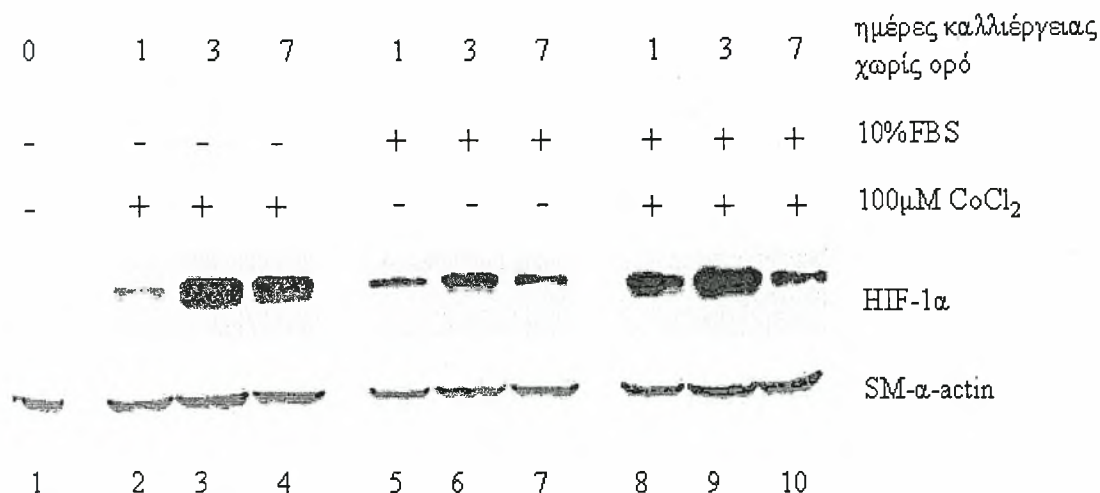 0 1 3 7 1 3 7 1 3 7 ημέρες καλλιέργειας
χωρίς ορό
- - - - + + + + + + 10%FBS
- + + + - - - + + + 100μM CoCl₂
HIF-1α
SM-α-actin
1 2 3 4 5 6 7 8 9 10